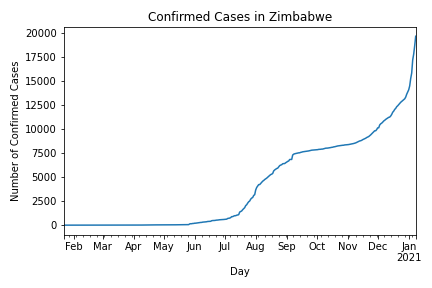 Confirmed Cases in Zimbabwe
Number of Confirmed Cases
20000
17500
15000
12500
10000
7500
5000
2500
0
Feb Mar Apr May Jun Jul Aug Sep Oct Nov Dec Jan
2021
Day